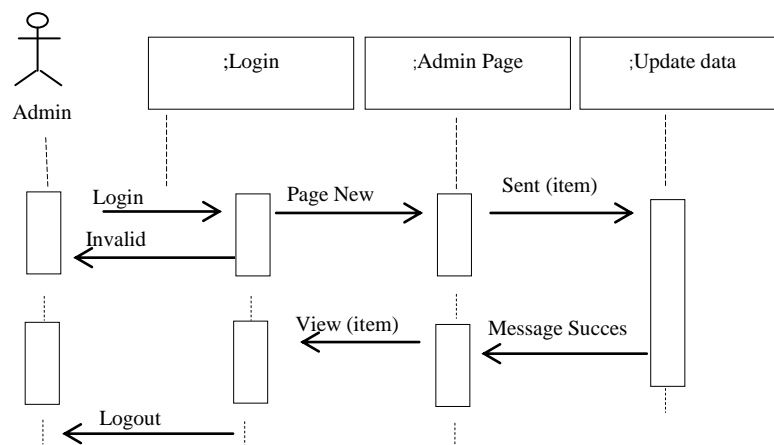 ;Login
;Admin Page
;Update data
Admin
Login
Page New
Sent (item)
Invalid
View (item)
Message Succes
Logout